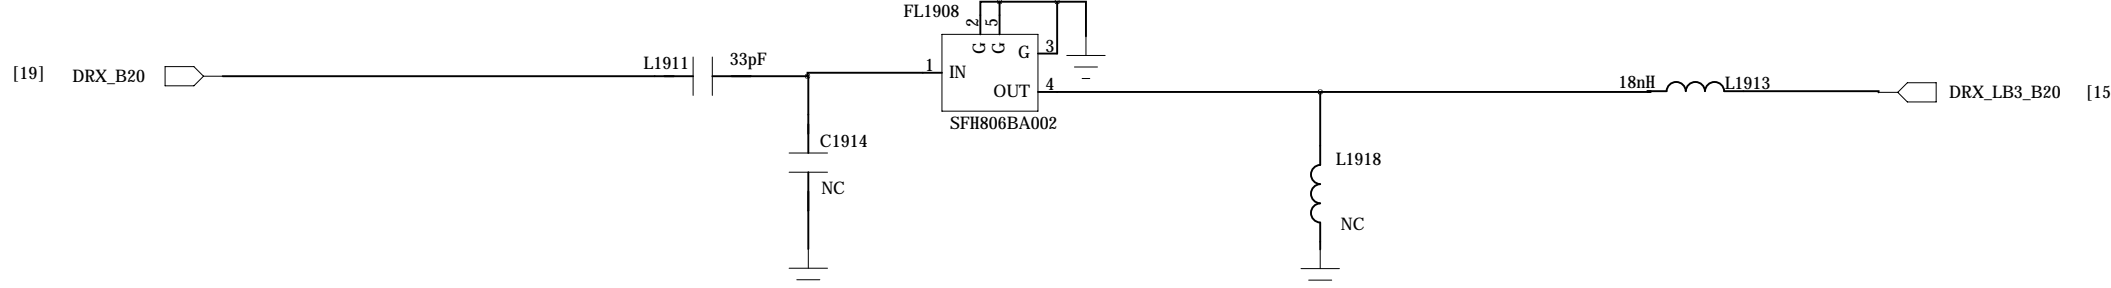 FL1908
2
5
G
G
G
3
[19] DRX_B20
L1911
33pF
1
IN
OUT
4
SFH806BA002
18nH
L1913
DRX_LB3_B20 [15
C1914
NC
L1918
NC